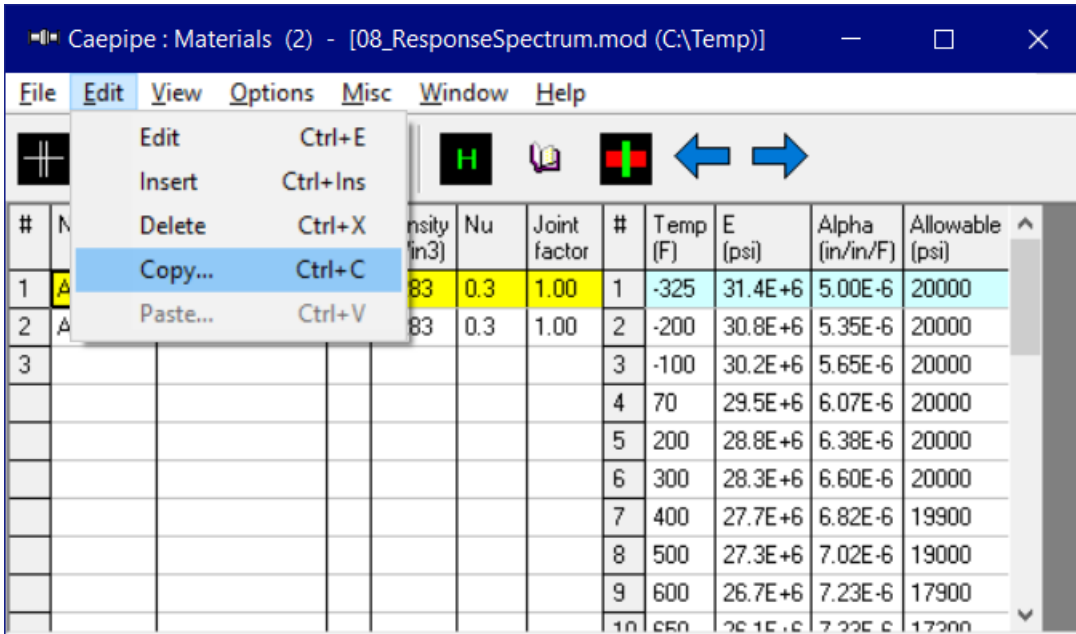 Caepipe : Materials (2) - [08_ResponseSpectrum.mod (C:\Temp)]
File Edit View Options Misc Window Help
Edit Ctrl+E
Insert Ctrl+Ins
Delete Ctrl+X
Copy... Ctrl+C
Paste... Ctrl+V
H
# N nsity Nu Joint # Temp E Alpha Allowable
/in3) factor (F) (psi) (in/in/F) (psi)
1 A 83 0.3 1.00 1 -325 31.4E+6 5.00E-6 20000
2 A 83 0.3 1.00 2 -200 30.8E+6 5.35E-6 20000
3 3 -100 30.2E+6 5.65E-6 20000
4 70 29.5E+6 6.07E-6 20000
5 200 28.8E+6 6.38E-6 20000
6 300 28.3E+6 6.60E-6 20000
7 400 27.7E+6 6.82E-6 19900
8 500 27.3E+6 7.02E-6 19000
9 600 26.7E+6 7.23E-6 17900
10 650 17200